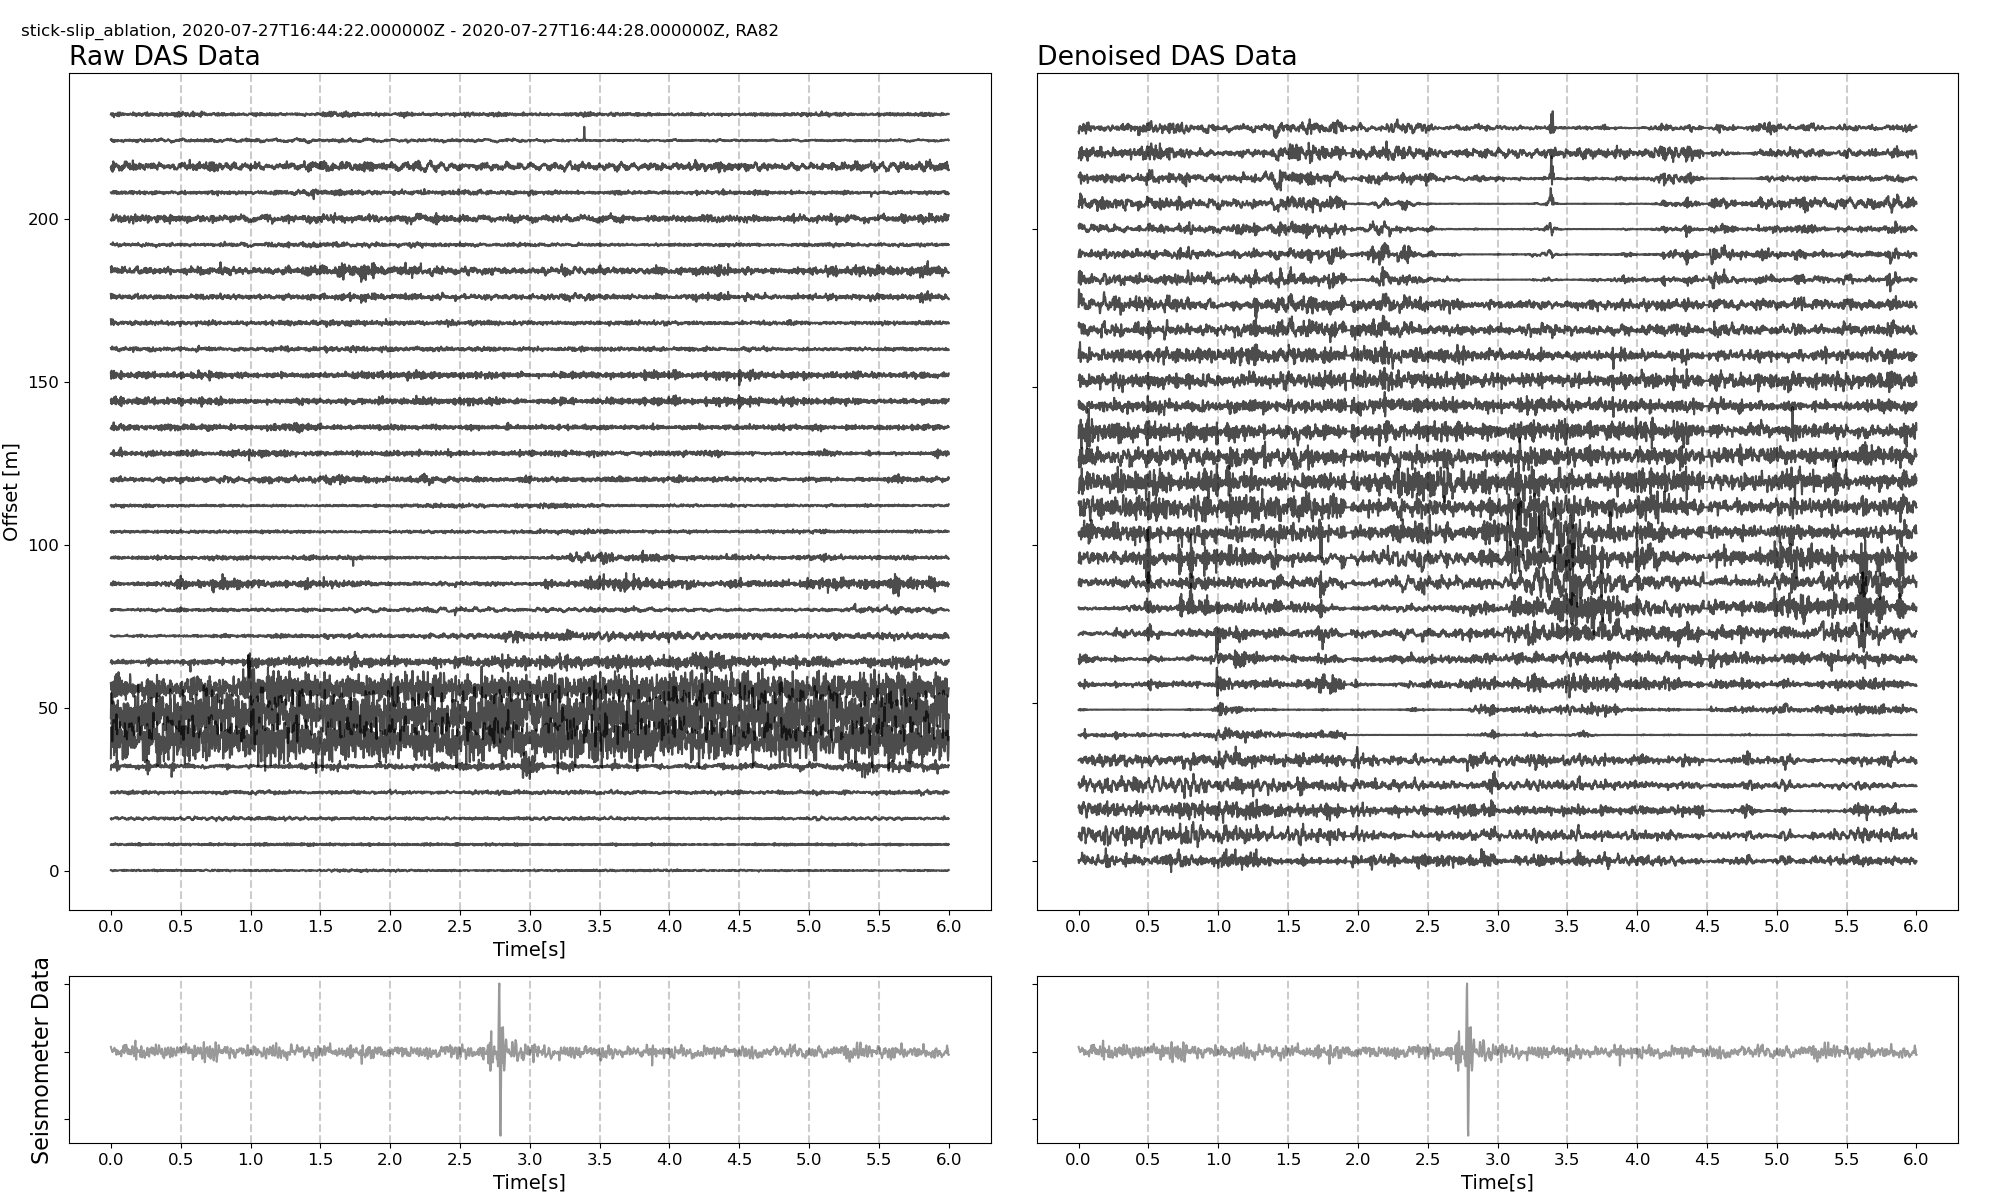 stick-slip_ablation, 2020-07-27T16:44:22.000000Z - 2020-07-27T16:44:28.000000Z, RA82
Raw DAS Data
Denoised DAS Data
Offset [m]
200
150
100
50
0
0.0 0.5 1.0 1.5 2.0 2.5 3.0 3.5 4.0 4.5 5.0 5.5 6.0
Time[s]
0.0 0.5 1.0 1.5 2.0 2.5 3.0 3.5 4.0 4.5 5.0 5.5 6.0
Seismometer Data
0.0 0.5 1.0 1.5 2.0 2.5 3.0 3.5 4.0 4.5 5.0 5.5 6.0
Time[s]
0.0 0.5 1.0 1.5 2.0 2.5 3.0 3.5 4.0 4.5 5.0 5.5 6.0
Time[s]